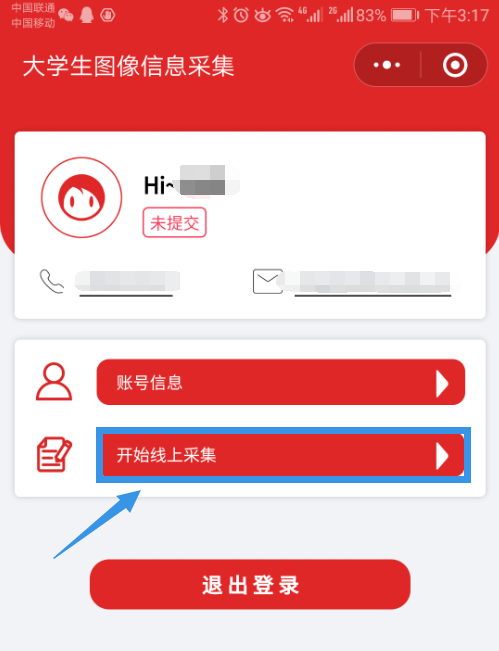 中国联通
中国移动
4G 2G 83% 下午3:17
大学生图像信息采集
Hi~
未提交
账号信息
开始线上采集
退出登录